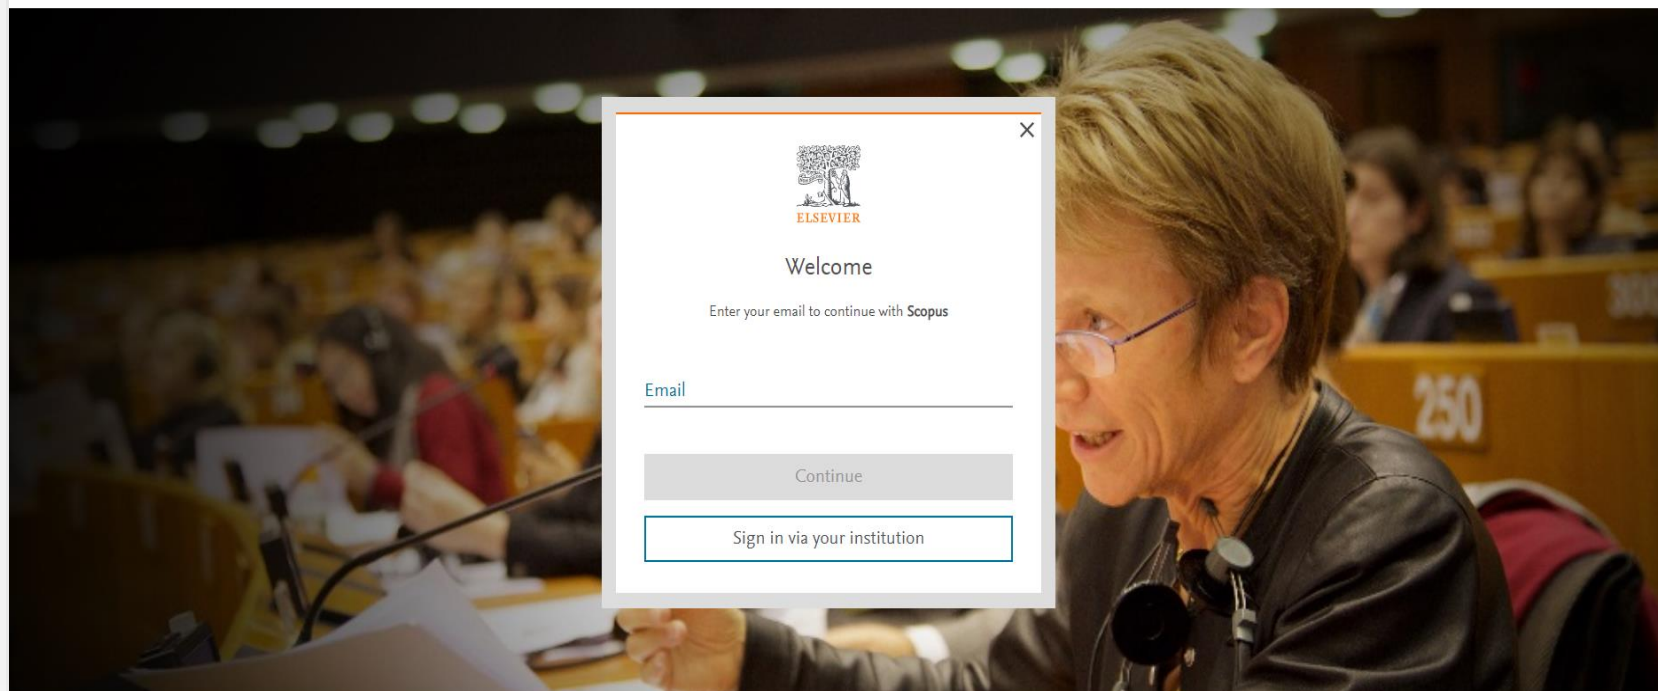 ELSEVIER
Welcome
Enter your email to continue with Scopus
Email
250
Continue
Sign in via your institution